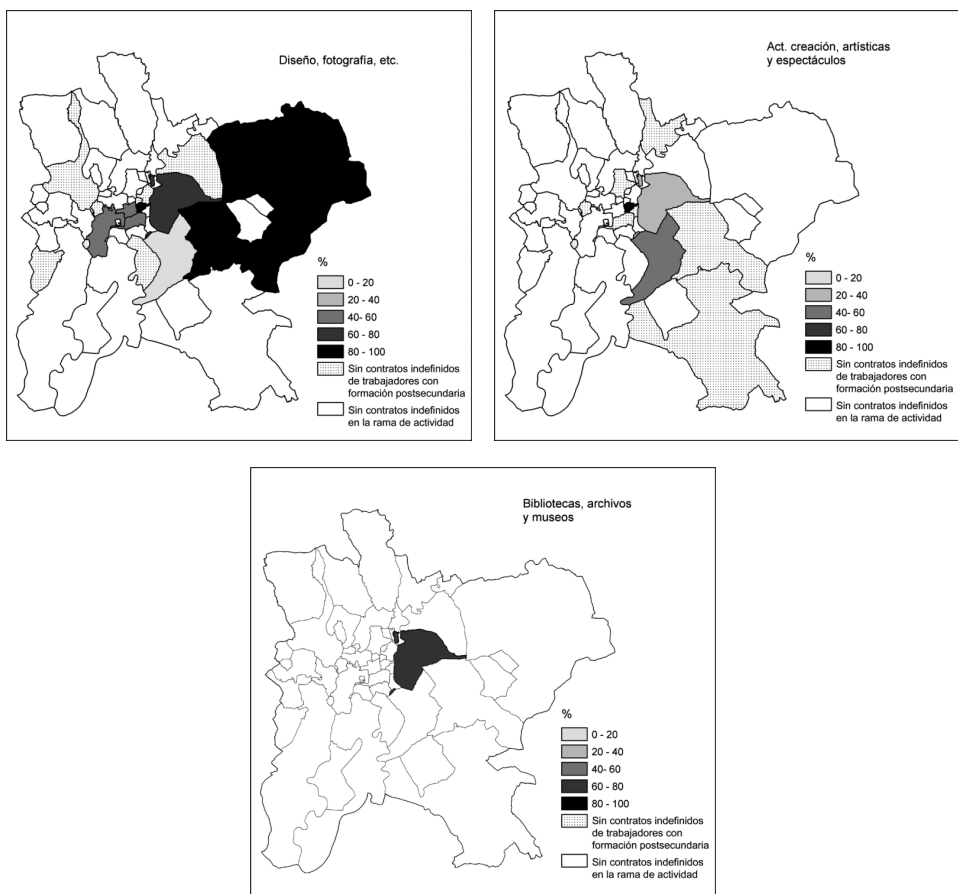 Diseño, fotografía, etc.
%
0 - 20
20 - 40
40- 60
60 - 80
80 - 100
Sin contratos indefinidos
de trabajadores con
formación postsecundaria
Sin contratos indefinidos
en la rama de actividad
Act. creación, artísticas
y espectáculos
%
0 - 20
20 - 40
40- 60
60 - 80
80 - 100
Sin contratos indefinidos
de trabajadores con
formación postsecundaria
Sin contratos indefinidos
en la rama de actividad
Bibliotecas, archivos
y museos
%
0 - 20
20 - 40
40- 60
60 - 80
80 - 100
Sin contratos indefinidos
de trabajadores con
formación postsecundaria
Sin contratos indefinidos
en la rama de actividad